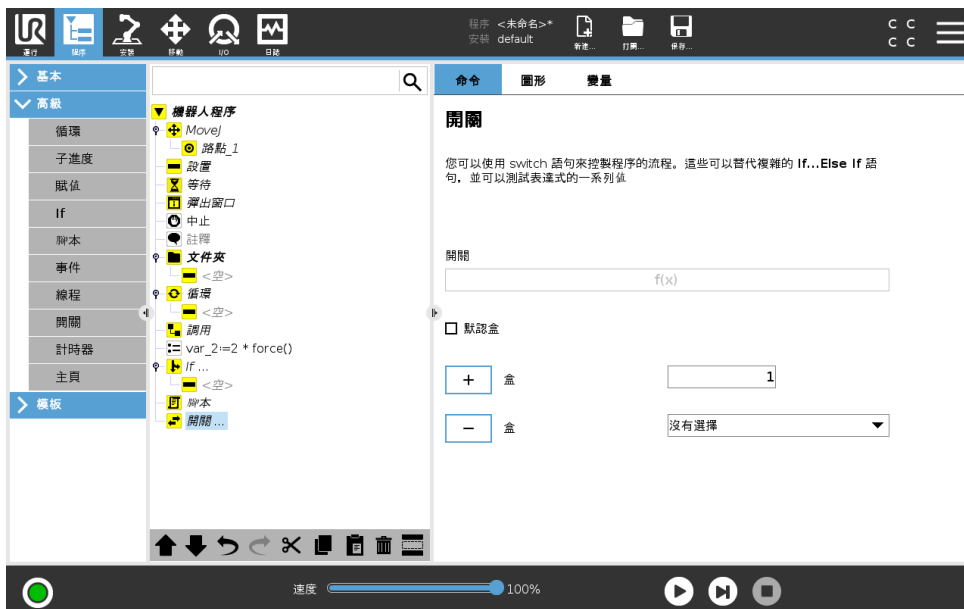 UR
運行
程序
安裝
移動
I/O
日誌
程序 <未命名>*
安裝 default
新建...
打開...
保存...
C C
C C
基本
高級
循環
子進度
賦值
If
腳本
事件
線程
開關
計時器
主頁
模板
機器人程序
MoveJ
路點_1
設置
等待
彈出窗口
中止
註釋
文件夾
<空>
循環
<空>
調用
var_2:=2 * force()
If ...
<空>
腳本
開關 ...
命令 圖形 變量
開關
您可以使用 switch 語句來控製程序的流程。這些可以替代複雜的 If...Else If 語
句，並可以測試表達式的一系列值
開關
f(x)
默認盒
+ 盒 1
− 盒 沒有選擇
速度 100%